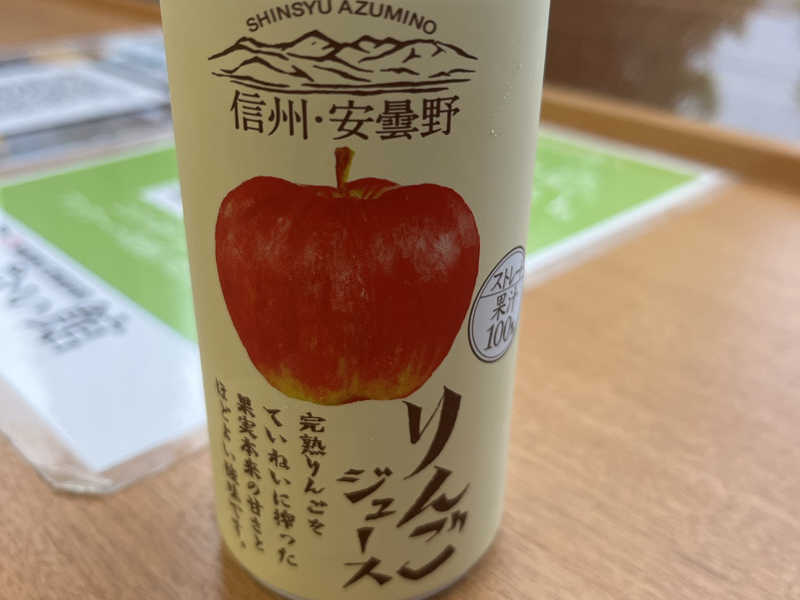 SHINSYU AZUMINO
信州・安曇野
ストレー
果汁
100%
りんご
ジュース
完熟りんごを
ていねいに搾った
果実本来の甘さと
ほどよい酸味です。